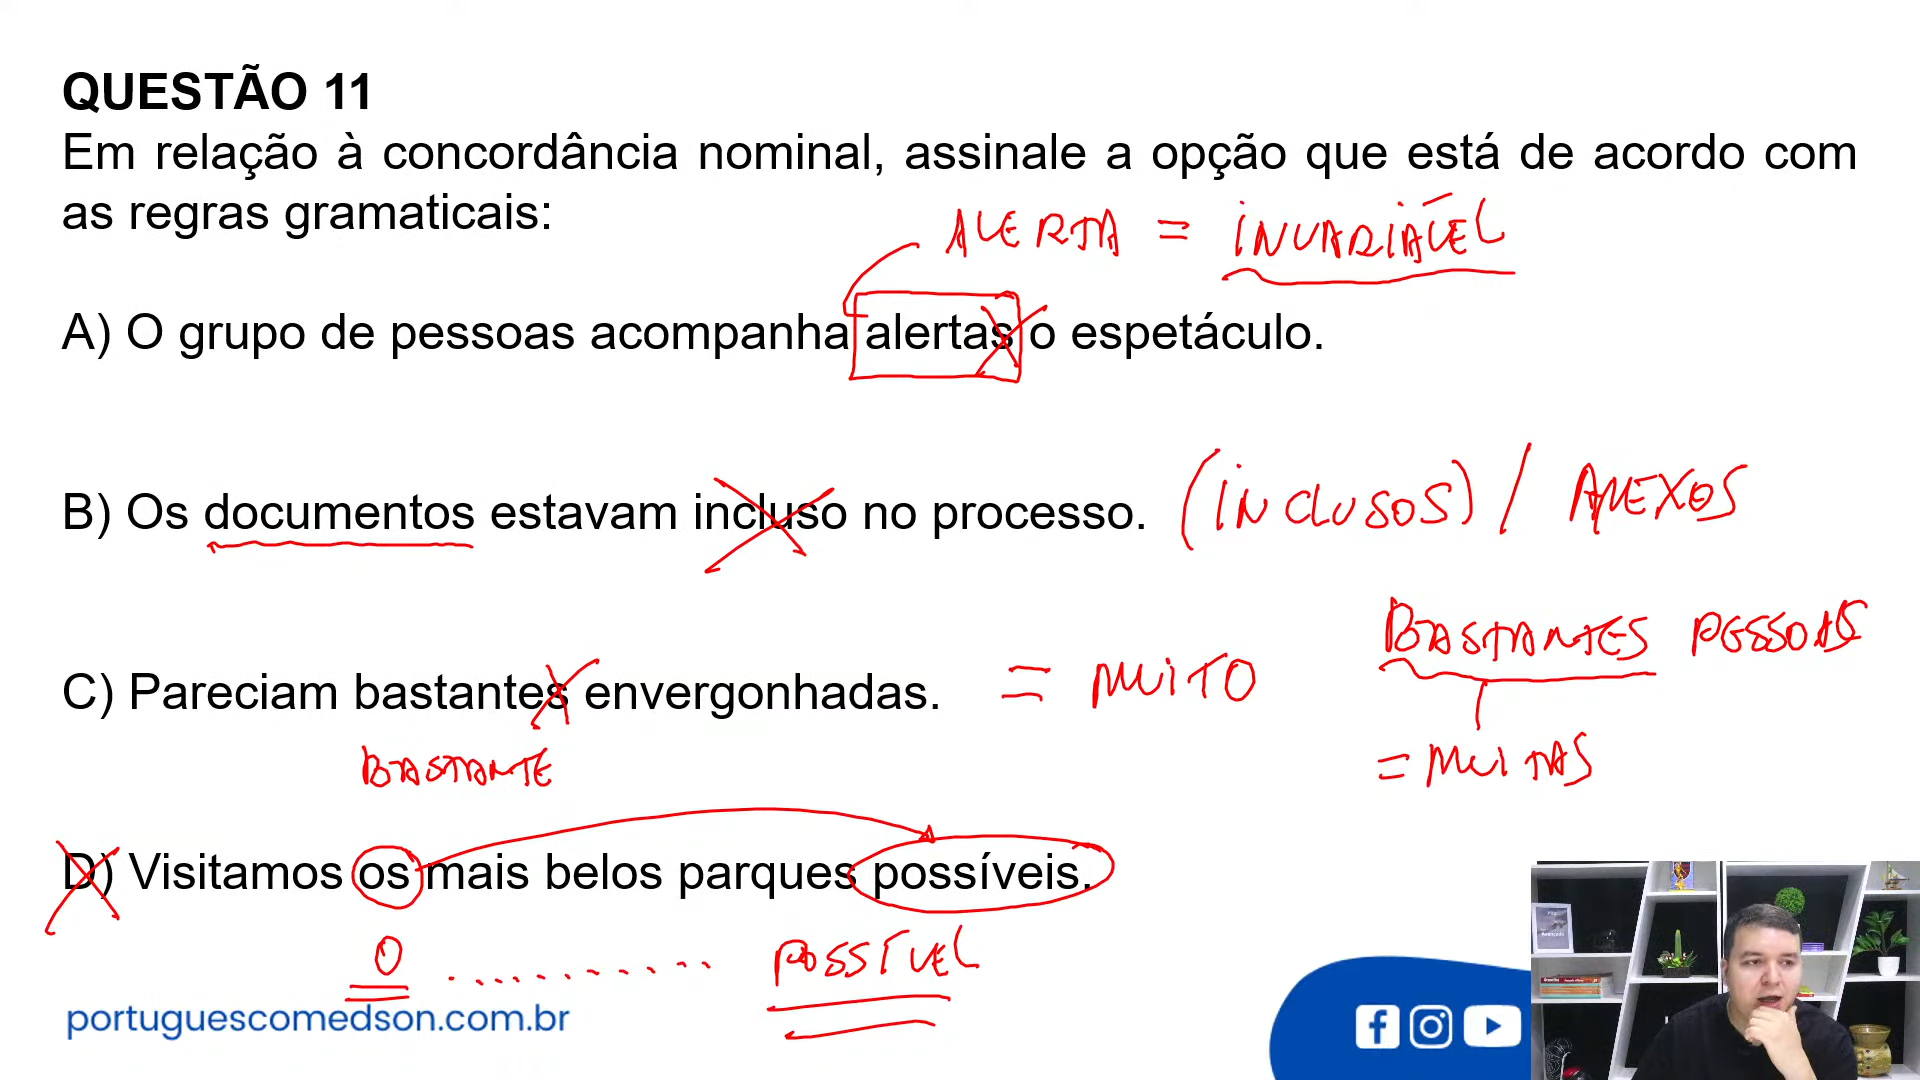 QUESTÃO 11
Em relação à concordância nominal, assinale a opção que está de acordo com
as regras gramaticais:
ALERTA = INVARIÁVEL
A) O grupo de pessoas acompanha alertas o espetáculo.
B) Os documentos estavam incluso no processo. (INCLUSOS) / ANEXOS
BASTANTES PESSOAS
C) Pareciam bastantes envergonhadas. = MUITO
= MUITAS
BASTANTE
D) Visitamos os mais belos parques possíveis.
O .......... POSSÍVEL
portuguescomedson.com.br